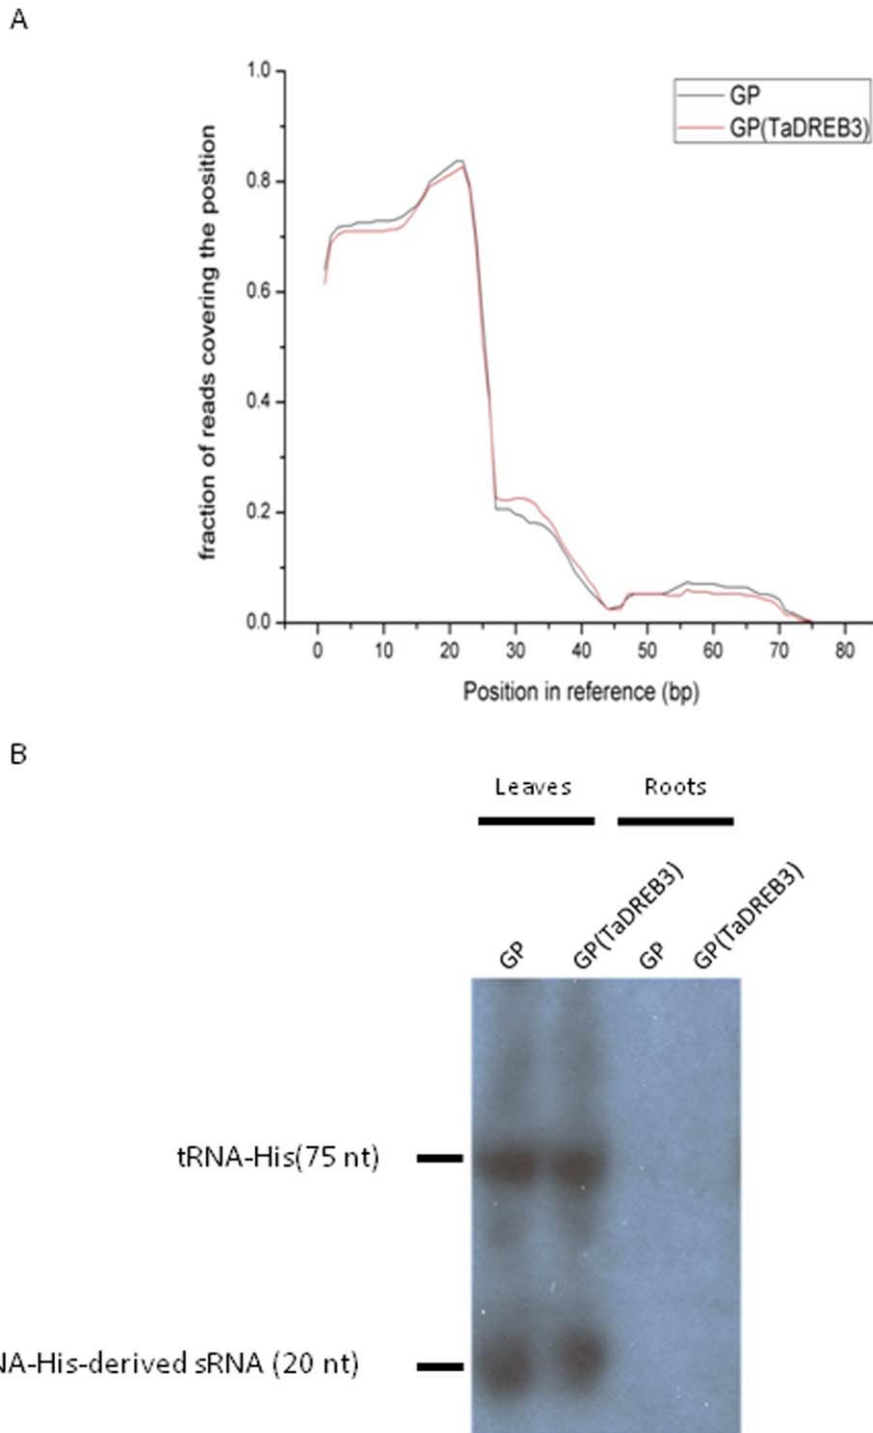 A
1.0
0.8
0.6
0.4
0.2
0.0
fraction of reads covering the position
GP
GP(TaDREB3)
0 10 20 30 40 50 60 70 80
Position in reference (bp)
B
Leaves Roots
GP GP(TaDREB3) GP GP(TaDREB3)
tRNA-His(75 nt)
NA-His-derived sRNA (20 nt)